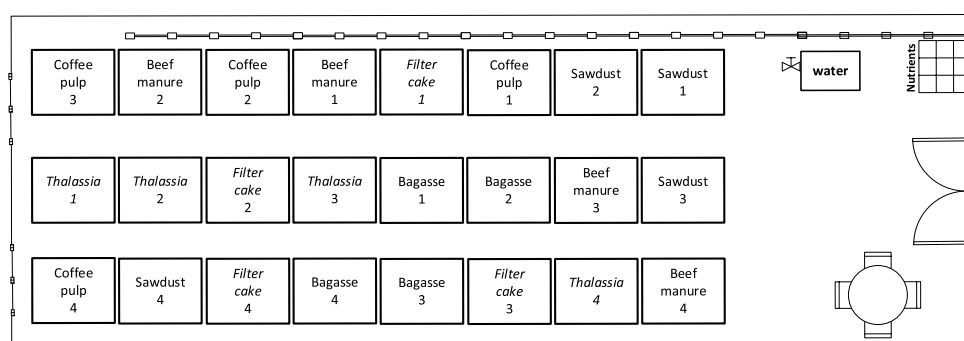 Coffee
pulp
3
Beef
manure
2
Coffee
pulp
2
Beef
manure
1
Filter
cake
1
Coffee
pulp
1
Sawdust
2
Sawdust
1
water
Nutrients
Thalassia
1
Thalassia
2
Filter
cake
2
Thalassia
3
Bagasse
1
Bagasse
2
Beef
manure
3
Sawdust
3
Coffee
pulp
4
Sawdust
4
Filter
cake
4
Bagasse
4
Bagasse
3
Filter
cake
3
Thalassia
4
Beef
manure
4